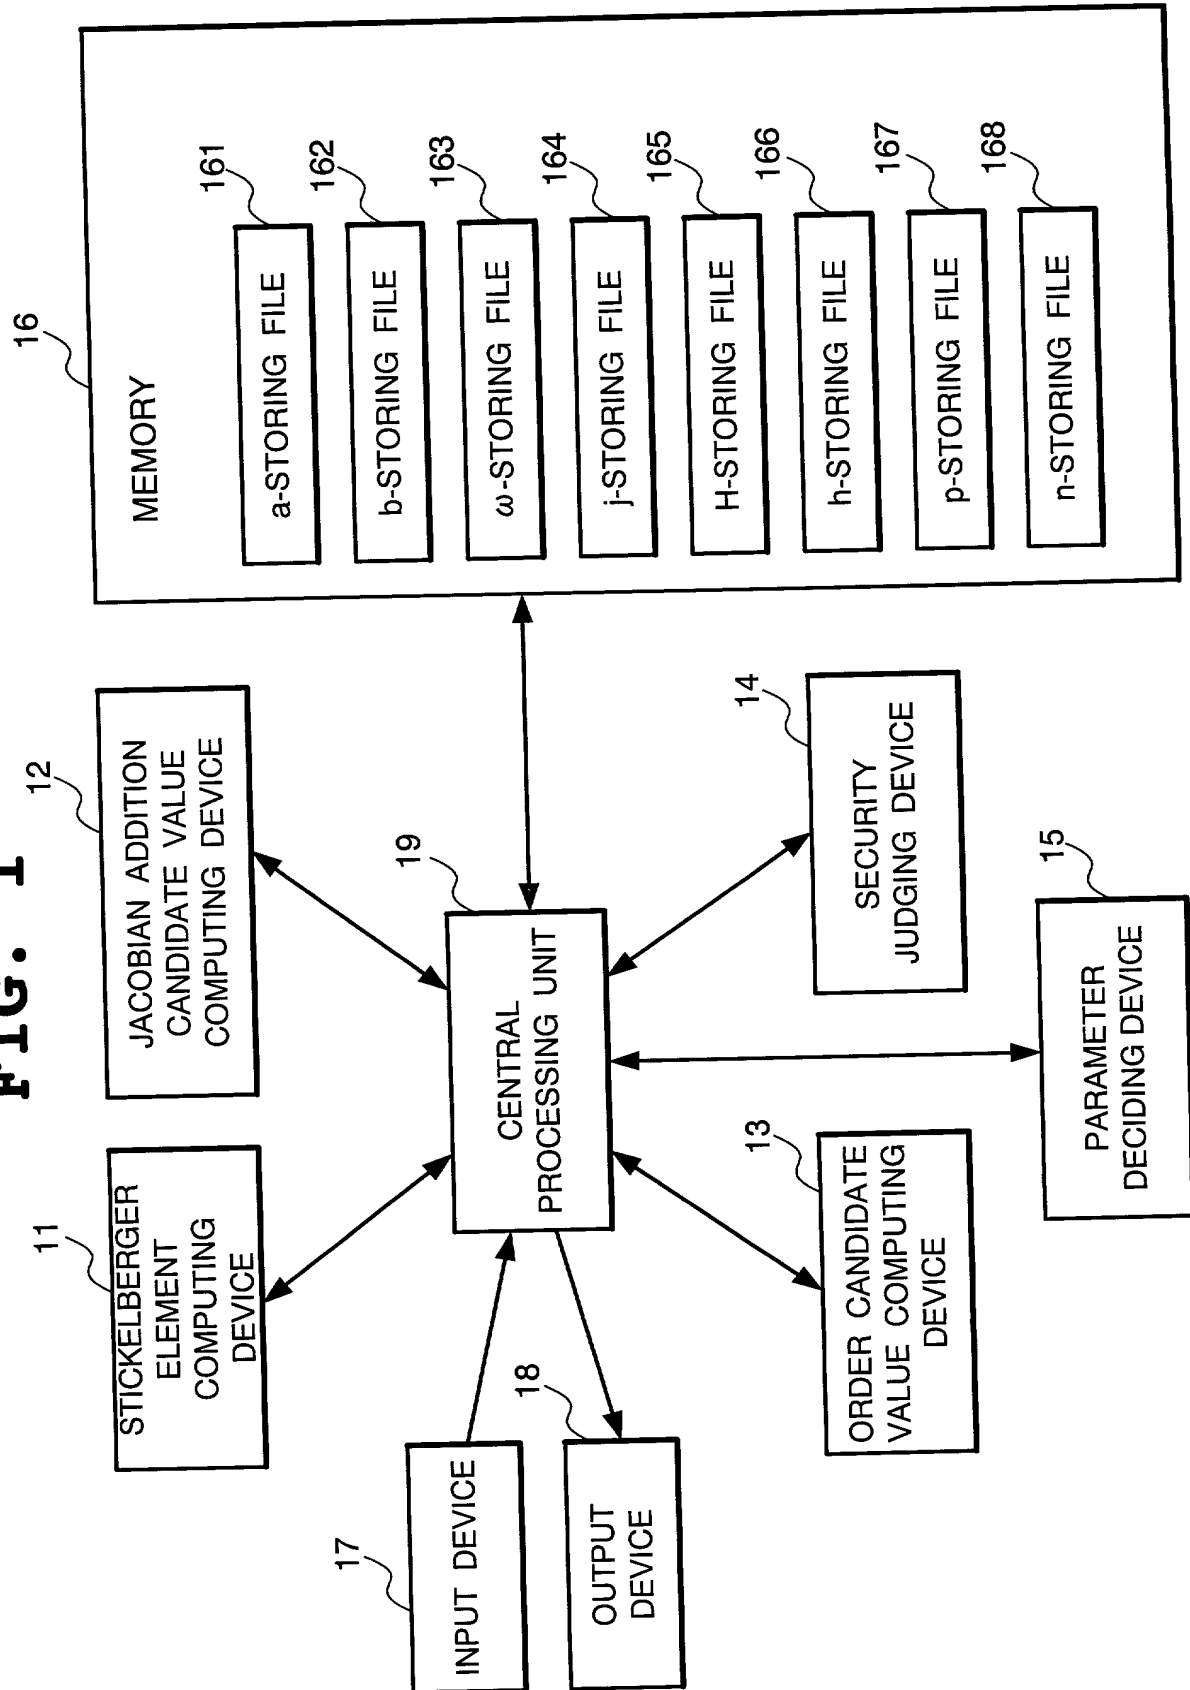 FIG. 1
11
STICKELBERGER
ELEMENT
COMPUTING
DEVICE
12
JACOBIAN ADDITION
CANDIDATE VALUE
COMPUTING DEVICE
16
MEMORY
a-STORING FILE
161
b-STORING FILE
162
ω-STORING FILE
163
j-STORING FILE
164
H-STORING FILE
165
h-STORING FILE
166
p-STORING FILE
167
n-STORING FILE
168
17
INPUT DEVICE
18
OUTPUT
DEVICE
19
CENTRAL
PROCESSING UNIT
13
ORDER CANDIDATE
VALUE COMPUTING
DEVICE
14
SECURITY
JUDGING DEVICE
15
PARAMETER
DECIDING DEVICE